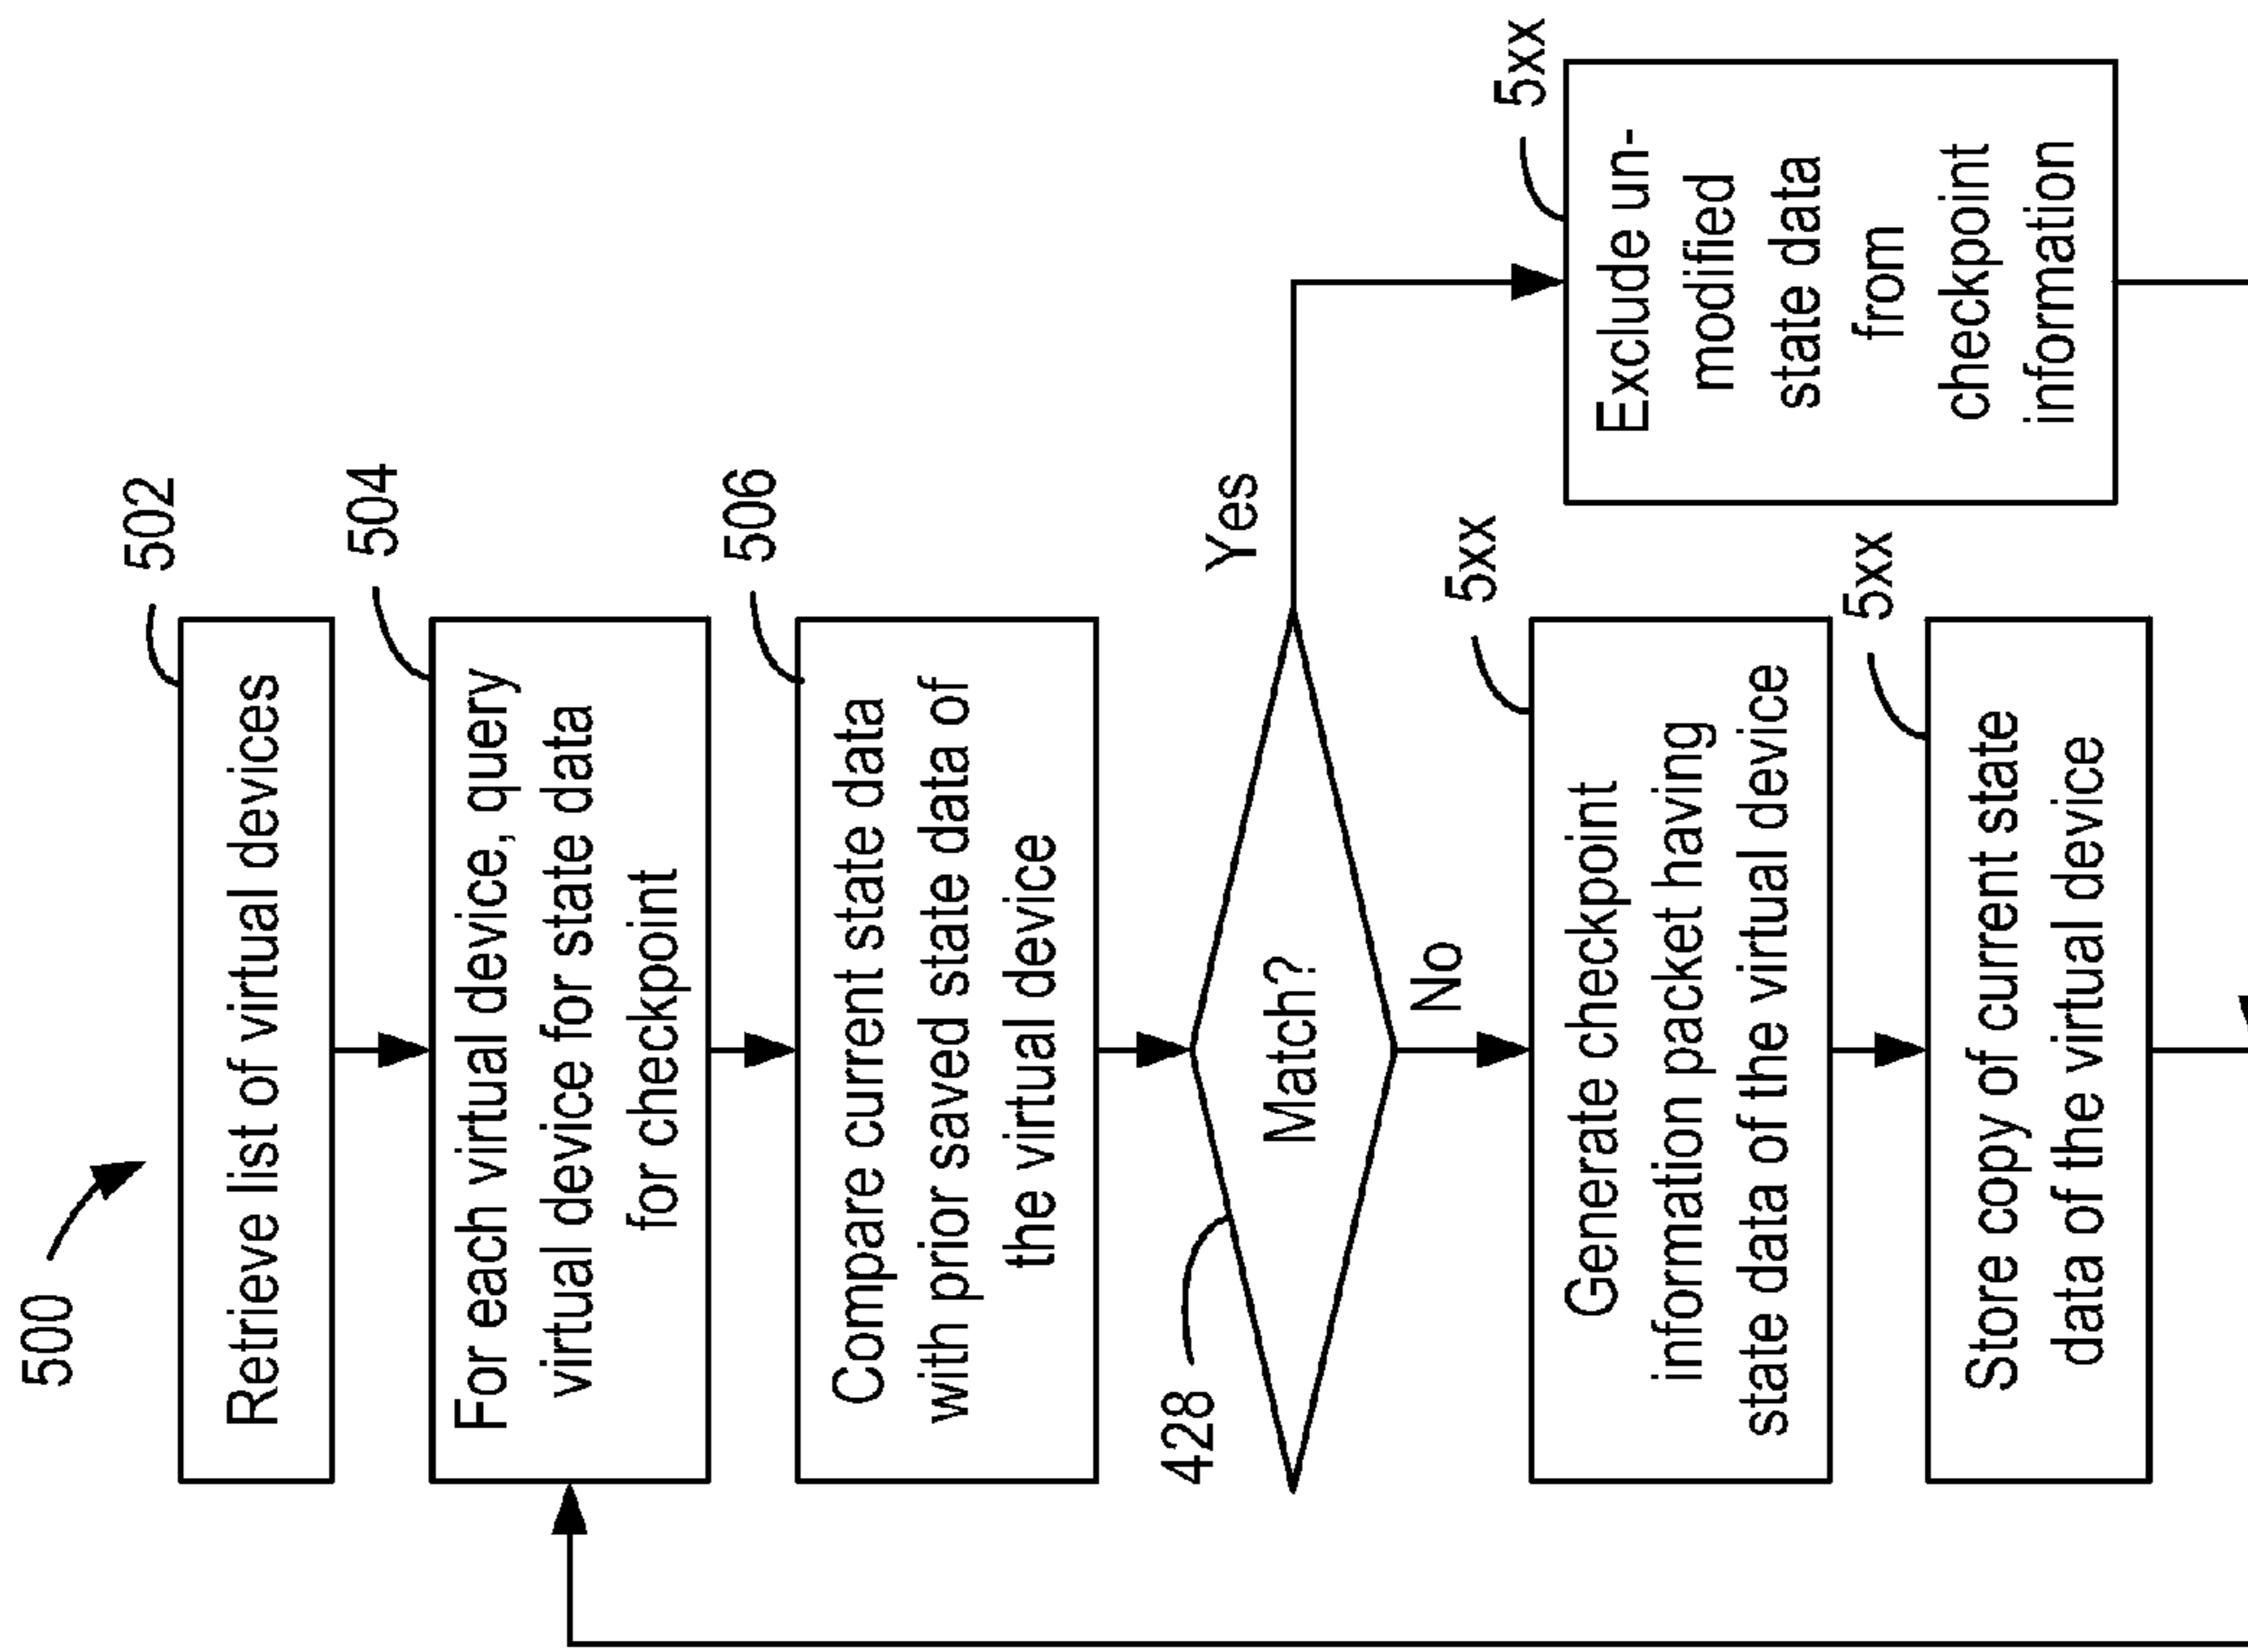 500
502
Retrieve list of virtual devices
504
For each virtual device, query
virtual device for state data
for checkpoint
506
Compare current state data
with prior saved state data of
the virtual device
428
Match?
Yes
No
5xx
Generate checkpoint
information packet having
state data of the virtual device
5xx
Exclude un-
modified
state data
from
checkpoint
information
5xx
Store copy of current state
data of the virtual device